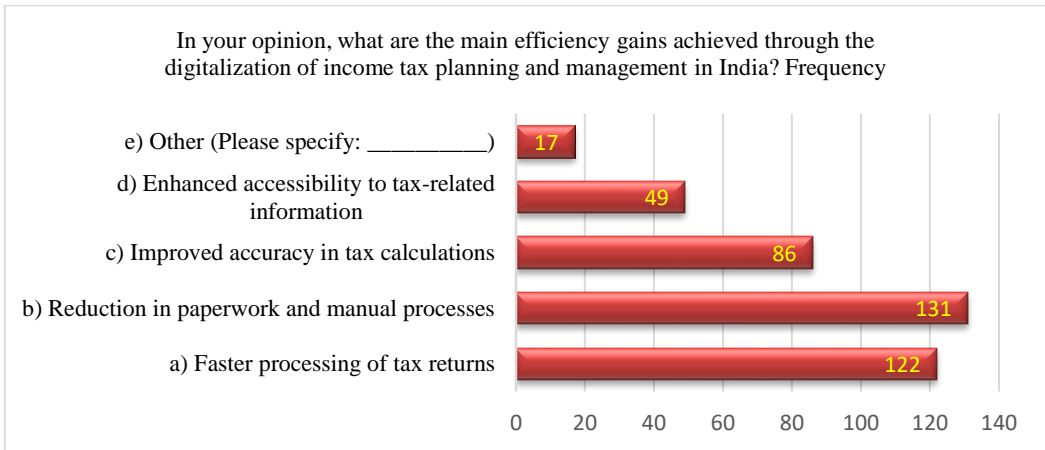 In your opinion, what are the main efficiency gains achieved through the
digitalization of income tax planning and management in India? Frequency
e) Other (Please specify: __________)
17
d) Enhanced accessibility to tax-related
information
49
c) Improved accuracy in tax calculations
86
b) Reduction in paperwork and manual processes
131
a) Faster processing of tax returns
122
0 20 40 60 80 100 120 140